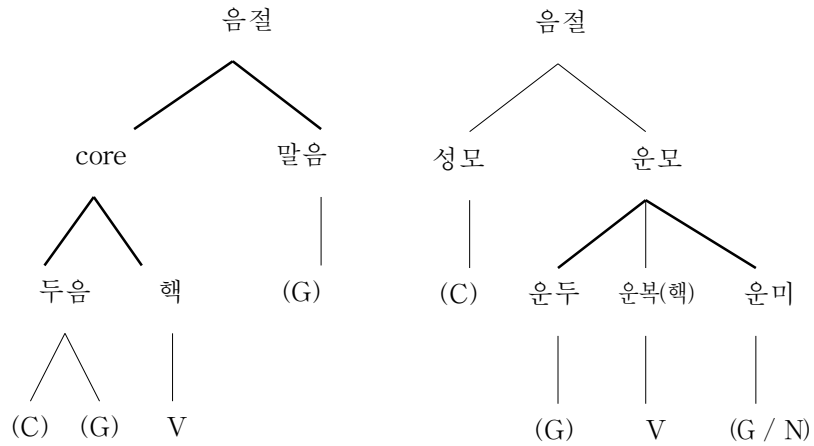 음절 음절
core 말음 성모 운모
두음 핵 (G) (C) 운두 운복(핵) 운미
(C) (G) V (G) V (G / N)